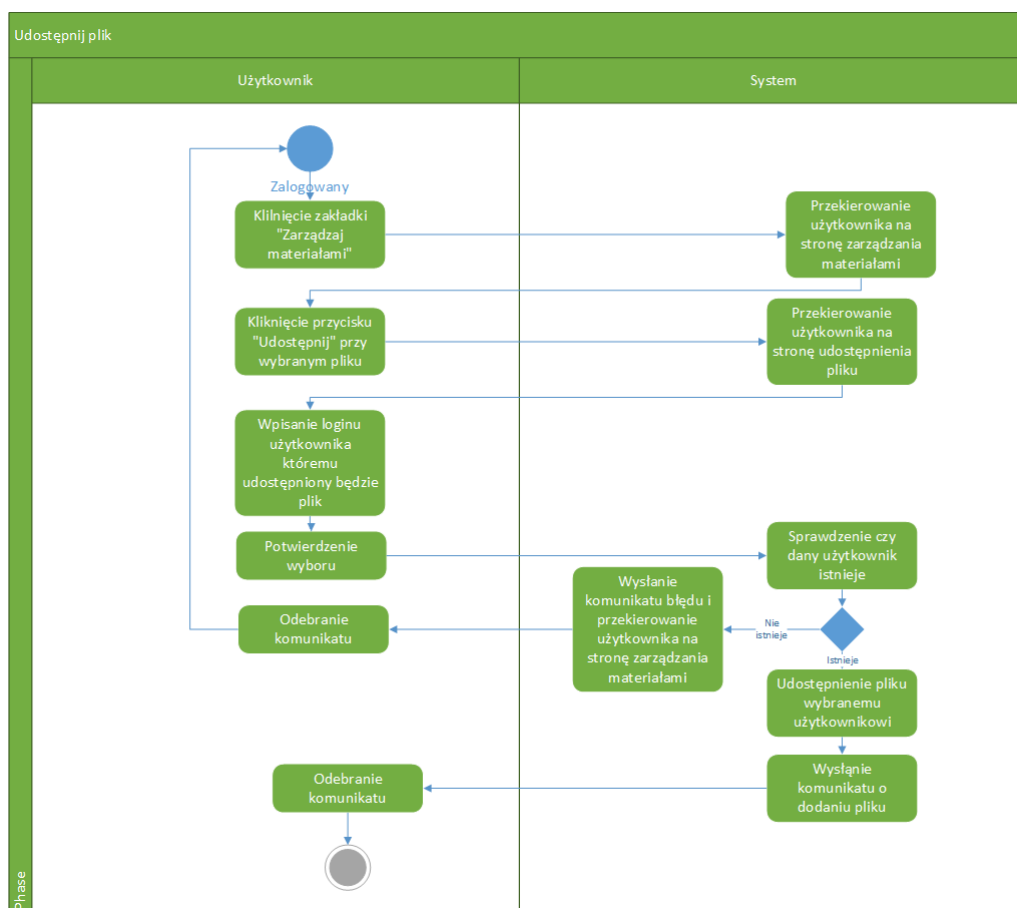 Udostępnij plik
Użytkownik
System
Zalogowany
Klilnięcie zakładki
"Zarządzaj
materiałami"
Przekierowanie
użytkownika na
stronę zarządzania
materiałami
Kliknięcie przycisku
"Udostępnij" przy
wybranym pliku
Przekierowanie
użytkownika na
stronę udostępnienia
pliku
Wpisanie loginu
użytkownika
któremu
udostępniony będzie
plik
Potwierdzenie
wyboru
Sprawdzenie czy
dany użytkownik
istnieje
Nie
istnieje
Wysłanie
komunikatu błędu i
przekierowanie
użytkownika na
stronę zarządzania
materiałami
Odebranie
komunikatu
Istnieje
Udostępnienie pliku
wybranemu
użytkownikowi
Wysłąnie
komunikatu o
dodaniu pliku
Odebranie
komunikatu
Phase